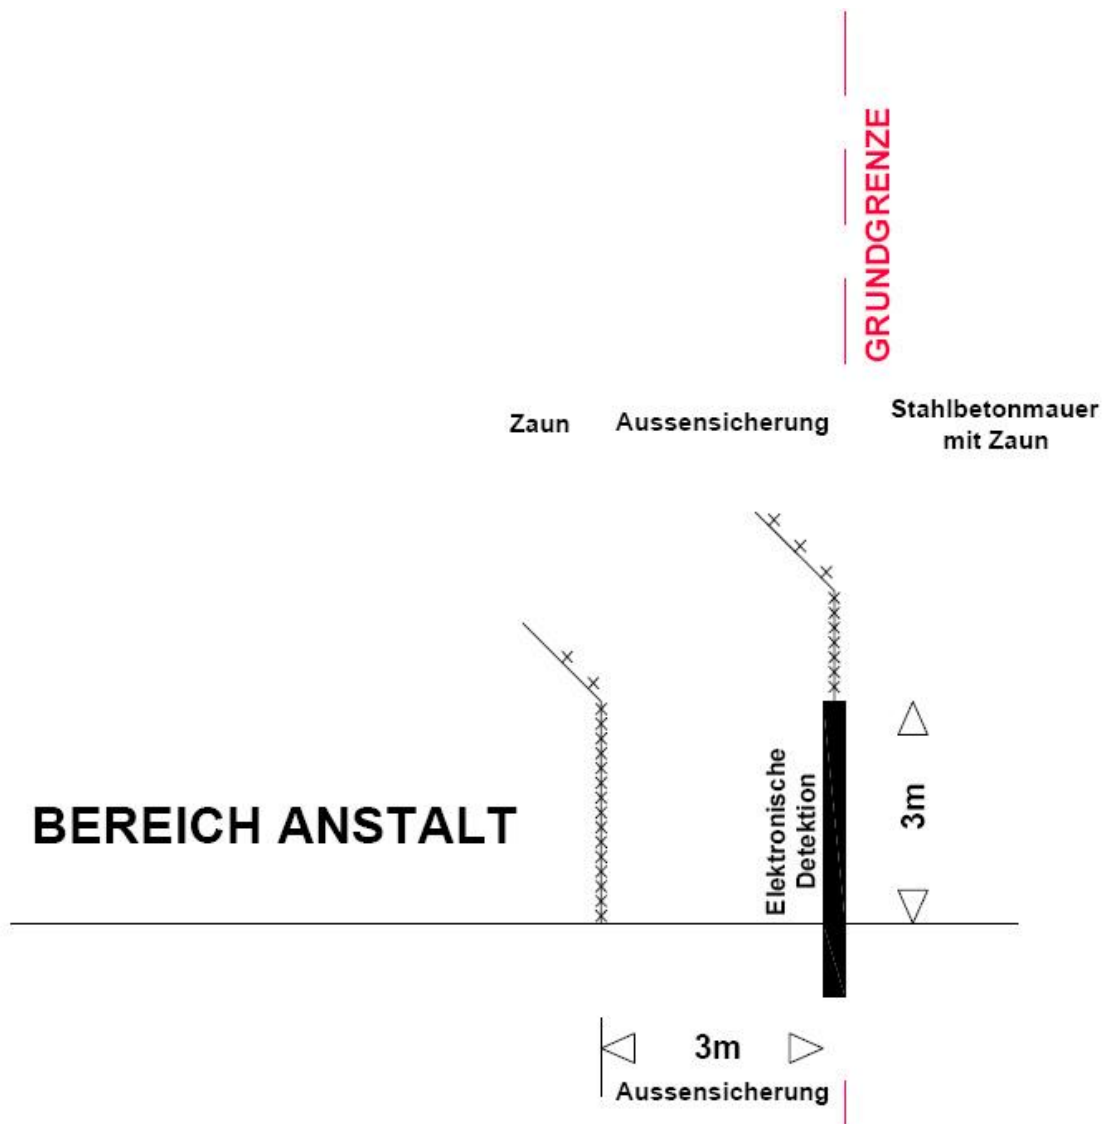 GRUNDGRENZE
Zaun
Aussensicherung
Stahlbetonmauer
mit Zaun
BEREICH ANSTALT
Elektronische
Detektion
3m
3m
Aussensicherung